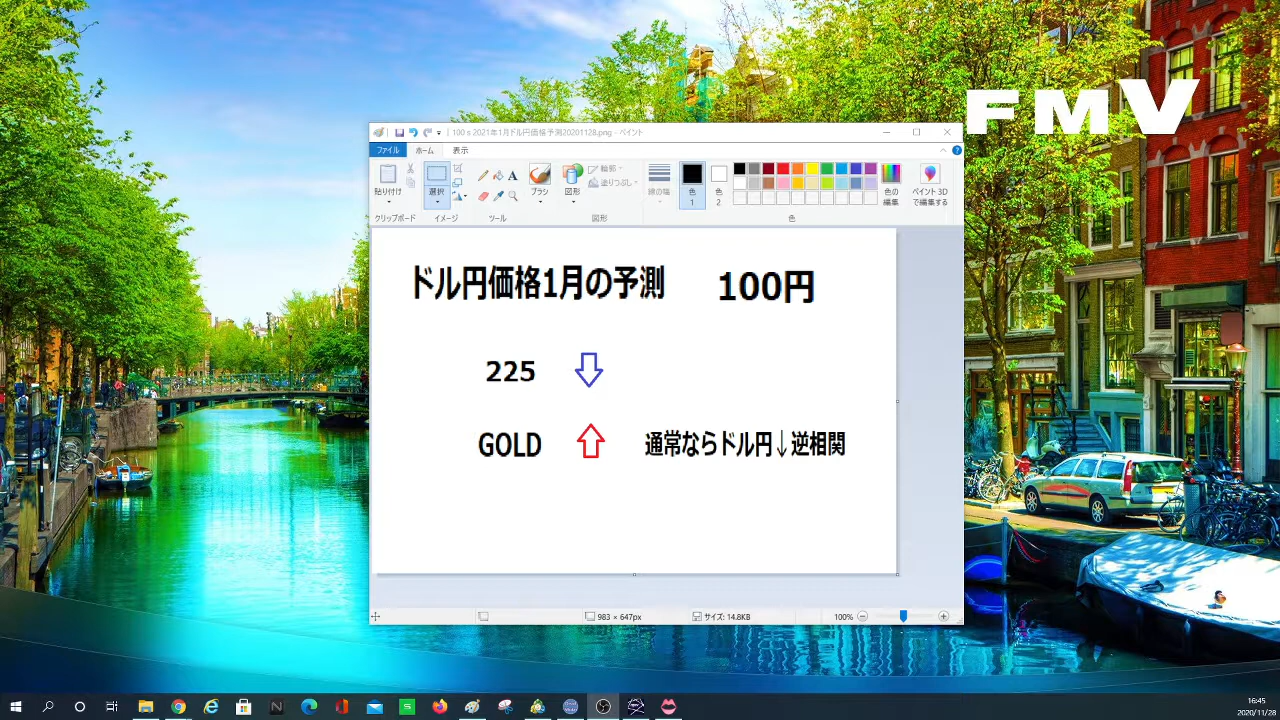 FMV
100 s 2021年1月ドル円価格予測20201128.png - ペイント
ファイル ホーム 表示
貼り付け 選択 ブラシ 図形 輪郭 塗りつぶし 線の幅 色 1 色 2 色の編集 ペイント 3D で編集する
クリップボード イメージ ツール 図形 色
ドル円価格1月の予測 100円
225
GOLD 通常ならドル円↓逆相関
983 × 647px サイズ: 14.8KB 100%
16:45
2020/11/28